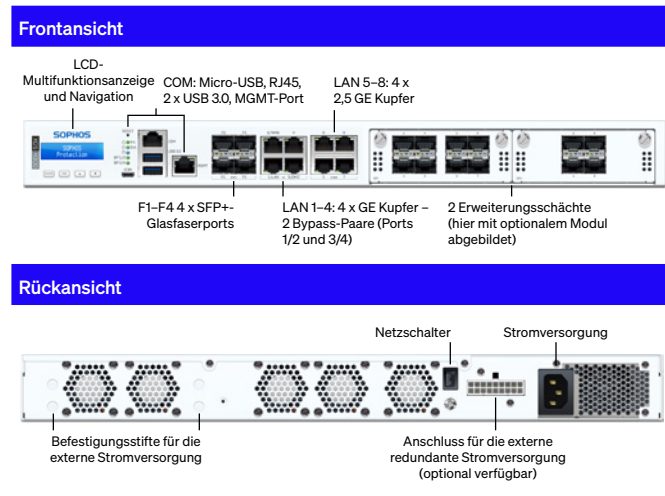 Frontansicht
LCD-
Multifunktionsanzeige
und Navigation
COM: Micro-USB, RJ45,
2 x USB 3.0, MGMT-Port
LAN 5–8: 4 x
2,5 GE Kupfer
SOPHOS
SOPHOS
Protection
F1–F4 4 x SFP+-
Glasfaserports
LAN 1–4: 4 x GE Kupfer –
2 Bypass-Paare (Ports
1/2 und 3/4)
2 Erweiterungsschächte
(hier mit optionalem Modul
abgebildet)
Rückansicht
Netzschalter
Stromversorgung
Befestigungsstifte für die
externe Stromversorgung
Anschluss für die externe
redundante Stromversorgung
(optional verfügbar)